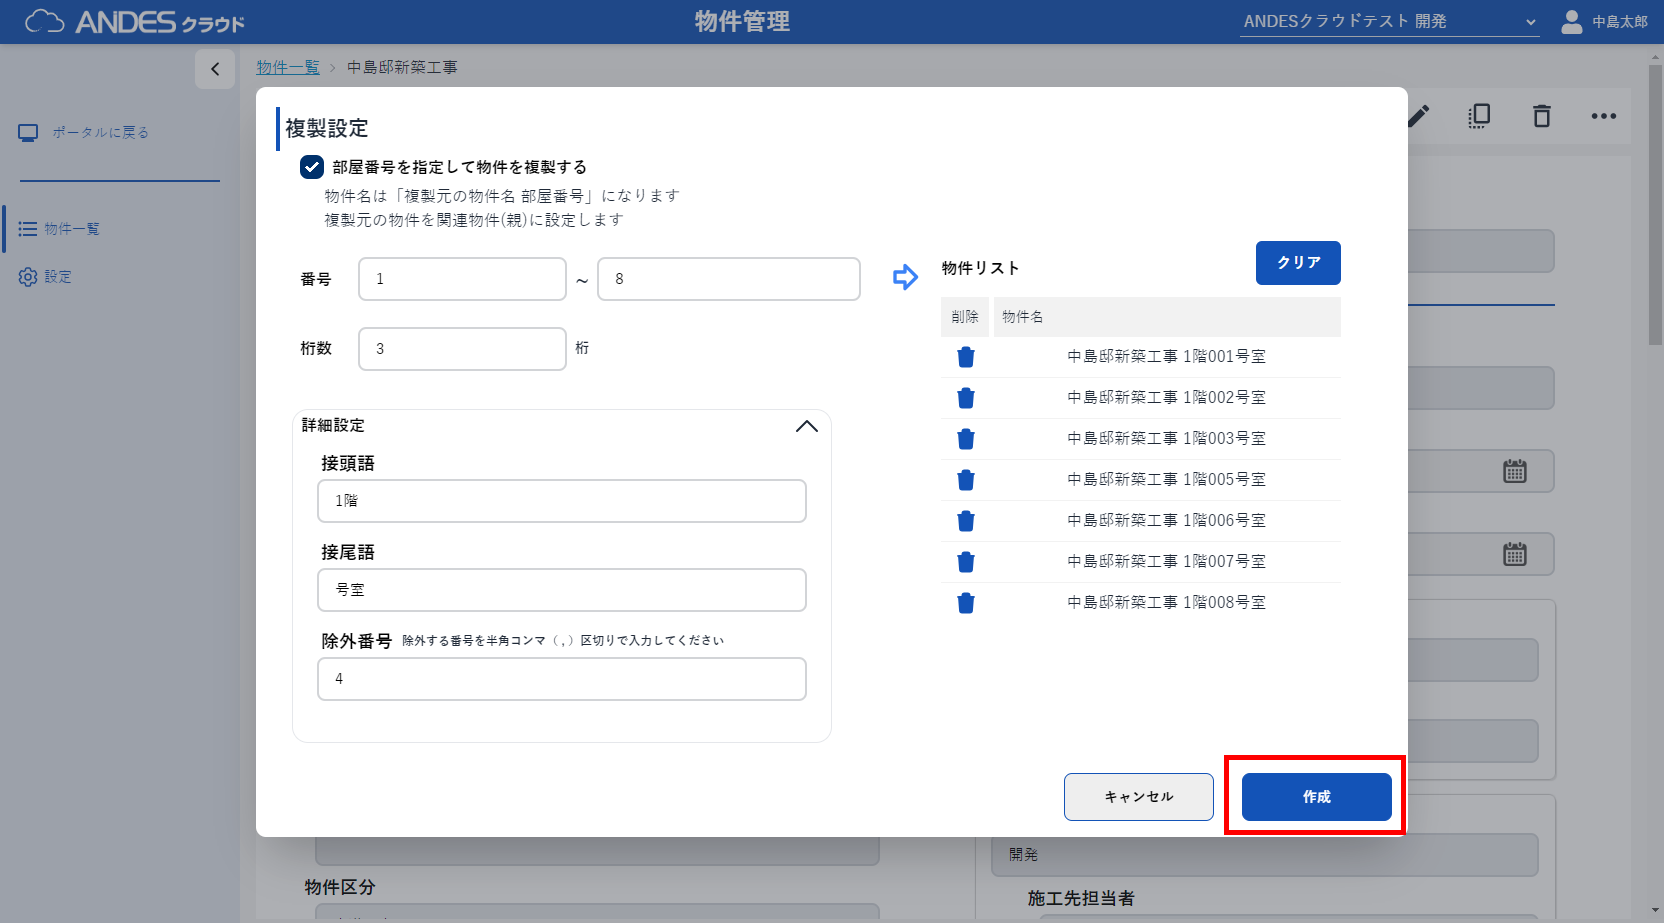 ANDES クラウド
物件管理
ANDESクラウドテスト 開発
中島太郎
物件一覧 > 中島邸新築工事
ポータルに戻る
物件一覧
設定
複製設定
部屋番号を指定して物件を複製する
物件名は「複製元の物件名 部屋番号」になります
複製元の物件を関連物件(親)に設定します
番号 1 ~ 8
桁数 3 桁
詳細設定
接頭語
1階
接尾語
号室
除外番号 除外する番号を半角コンマ（,）区切りで入力してください
4
物件リスト
クリア
削除 物件名
中島邸新築工事 1階001号室
中島邸新築工事 1階002号室
中島邸新築工事 1階003号室
中島邸新築工事 1階005号室
中島邸新築工事 1階006号室
中島邸新築工事 1階007号室
中島邸新築工事 1階008号室
キャンセル
作成
開発
物件区分
施工先担当者